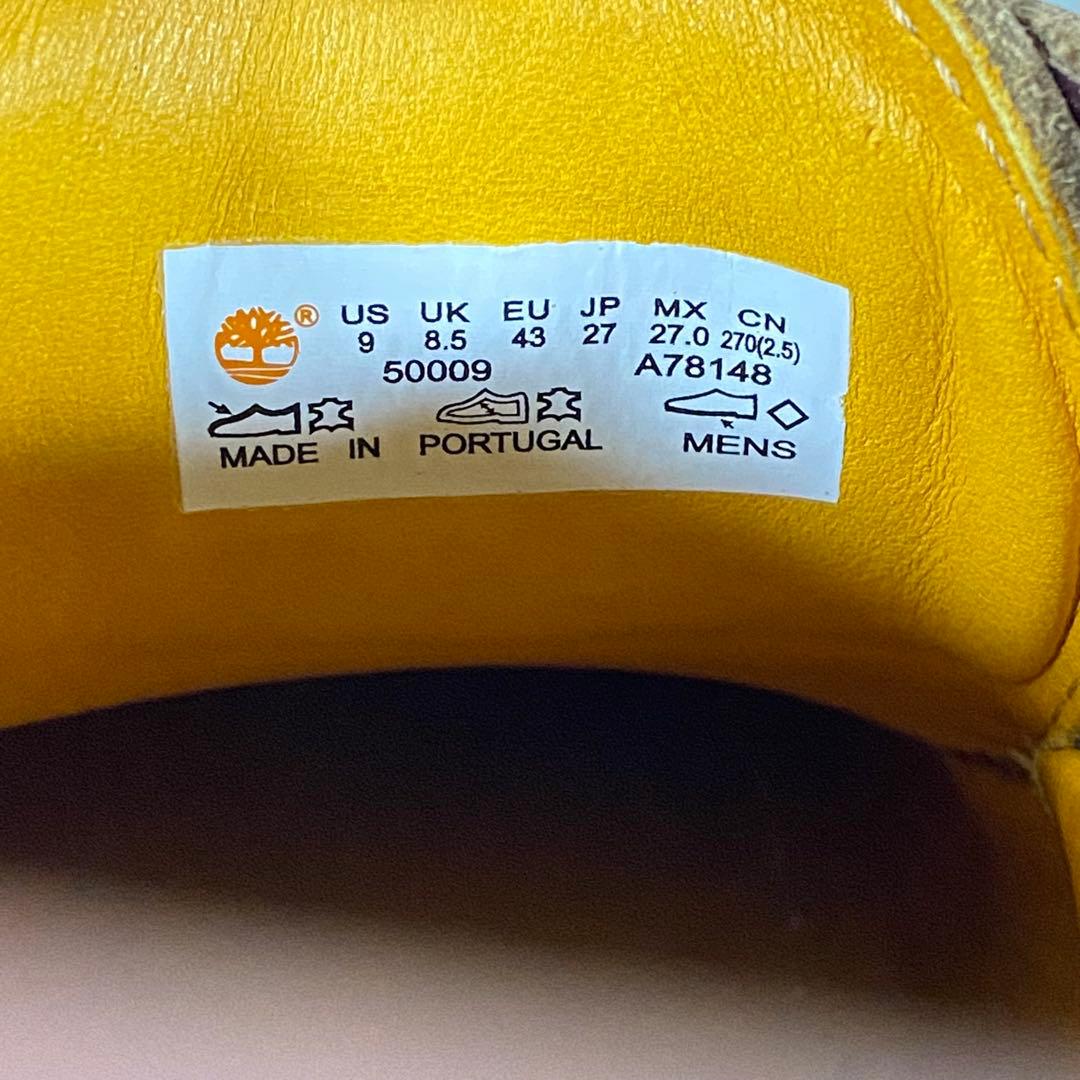 ® US UK EU JP MX CN
9 8.5 43 27 27.0 270(2.5)
50009 A78148
MADE IN PORTUGAL MENS